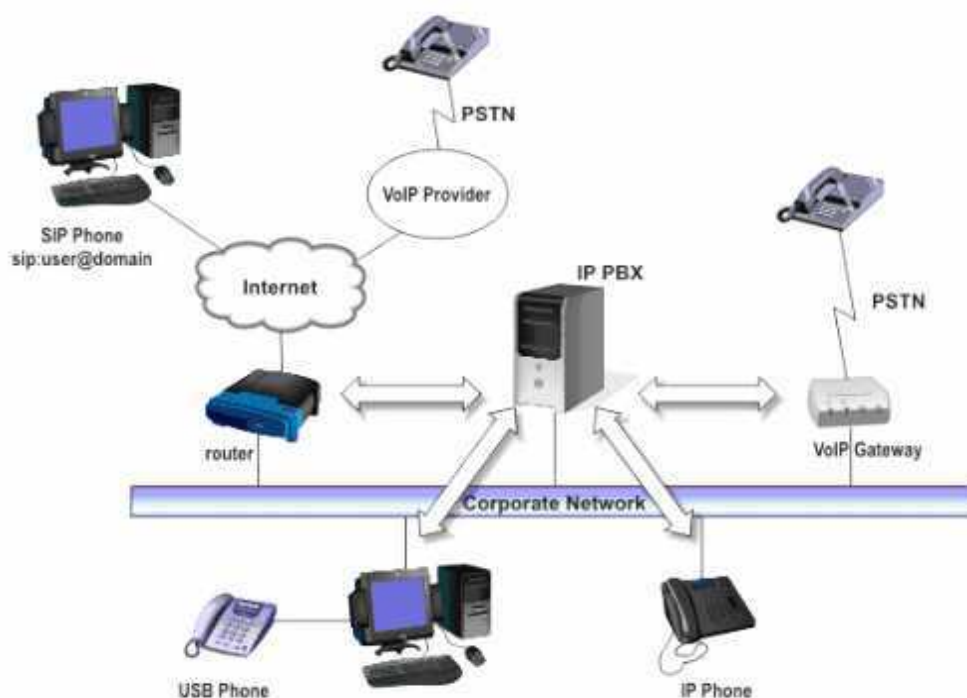 PSTN
VoIP Provider
SIP Phone
sip:user@domain
Internet
IP PBX
PSTN
router
VoIP Gateway
Corporate Network
USB Phone
IP Phone